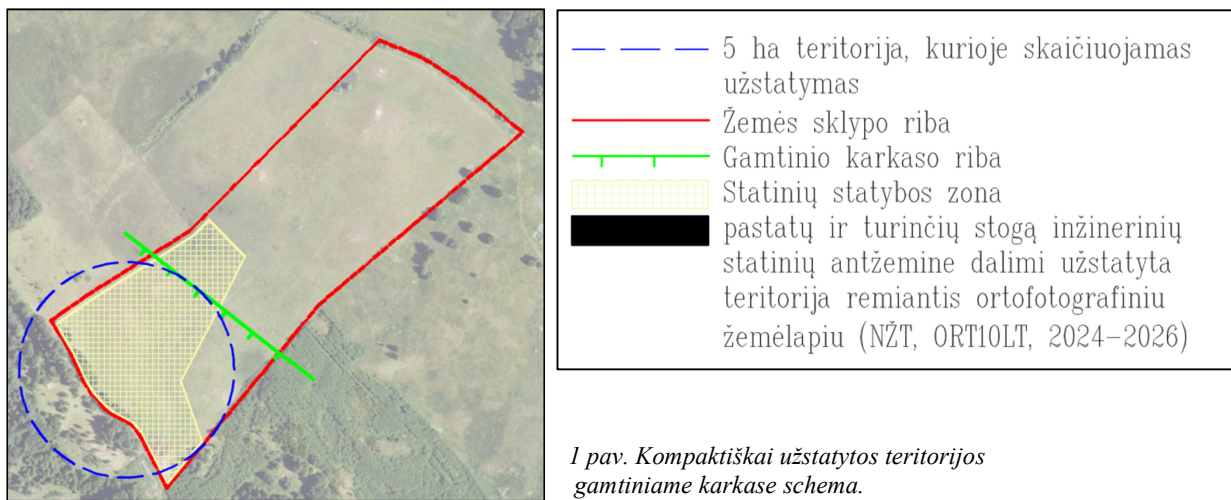 5 ha teritorija, kurioje skaičiuojamas
užstatymas
Žemės sklypo riba
Gamtinio karkaso riba
Statinių statybos zona
pastatų ir turinčių stogą inžinerinių
statinių antžemine dalimi užstatyta
teritorija remiantis ortofotografiniu
žemėlapiu (NŽT, ORT10LT, 2024–2026)
1 pav. Kompaktiškai užstatytos teritorijos
gamtiniame karkase schema.